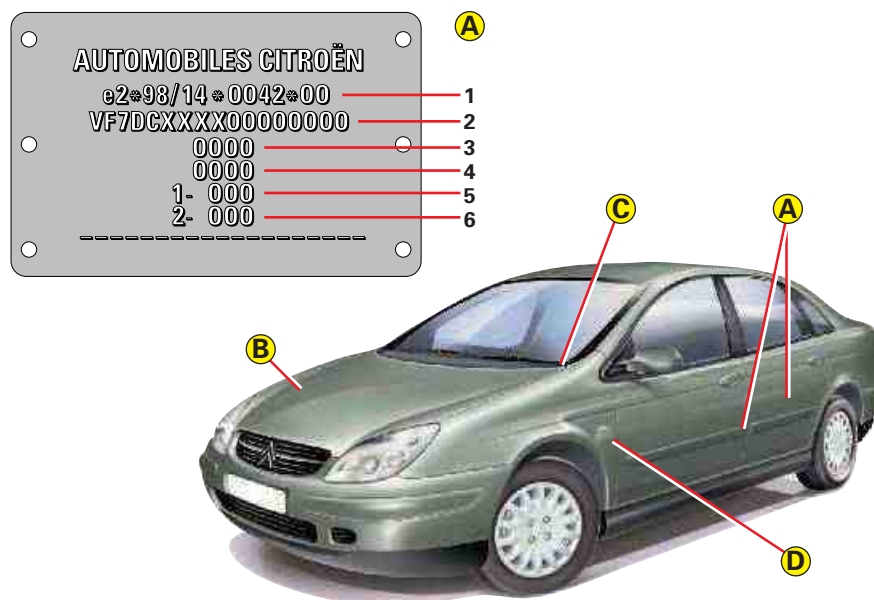 A
AUTOMOBILES CITROËN
e2*98/14*0042*00 1
VF7DCXXXX00000000 2
0000 3
0000 4
1- 000 5
2- 000 6
C
A
B
D